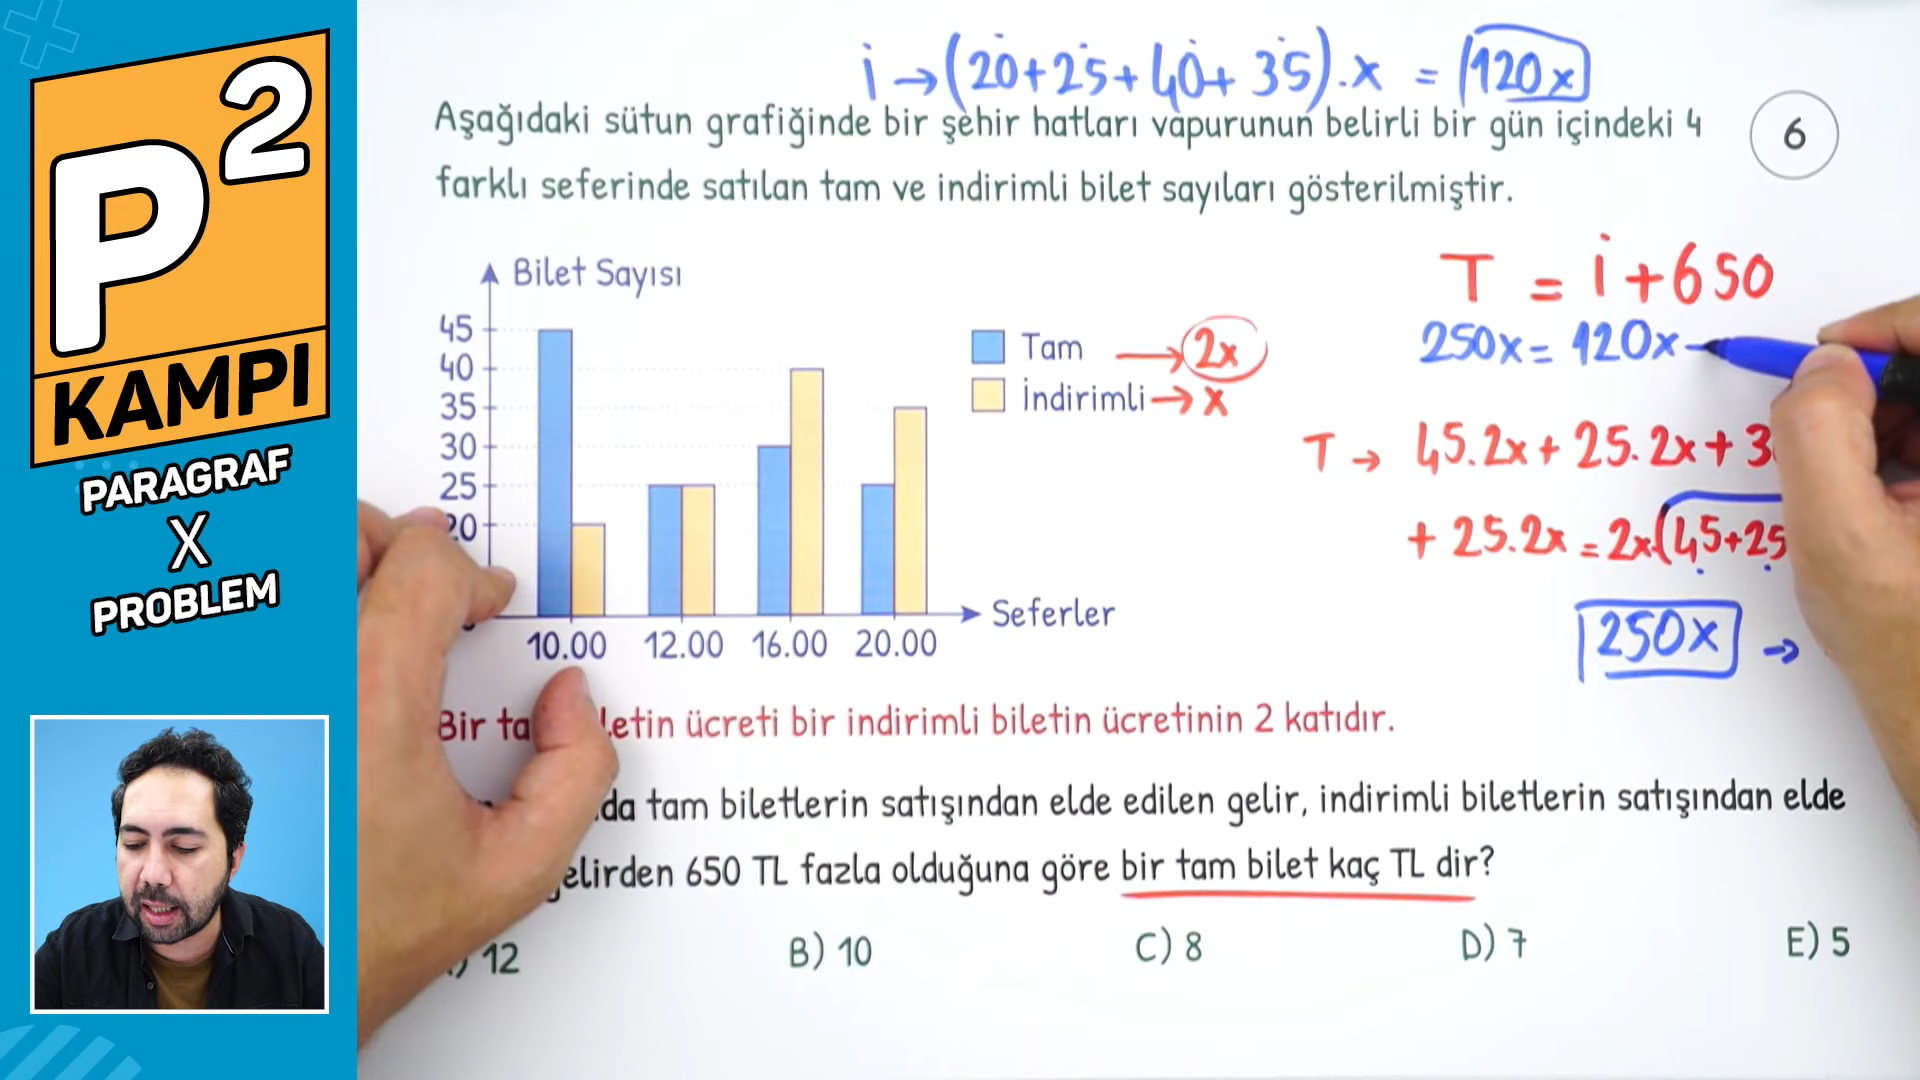 P²
KAMPI
PARAGRAF
X
PROBLEM
i → (20+25+40+35).x = 120x
Aşağıdaki sütun grafiğinde bir şehir hatları vapurunun belirli bir gün içindeki 4
farklı seferinde satılan tam ve indirimli bilet sayıları gösterilmiştir.
6
Bilet Sayısı
45
40
35
30
25
20
Tam → 2x
İndirimli → x
10.00 12.00 16.00 20.00
Seferler
T = i + 650
250x = 120x
T → 45.2x + 25.2x + 3
+ 25.2x = 2x.(45+25
250x →
Bir letin ücreti bir indirimli biletin ücretinin 2 katıdır.
da tam biletlerin satışından elde edilen gelir, indirimli biletlerin satışından elde
gelirden 650 TL fazla olduğuna göre bir tam bilet kaç TL dir?
) 12 B) 10 C) 8 D) 7 E) 5